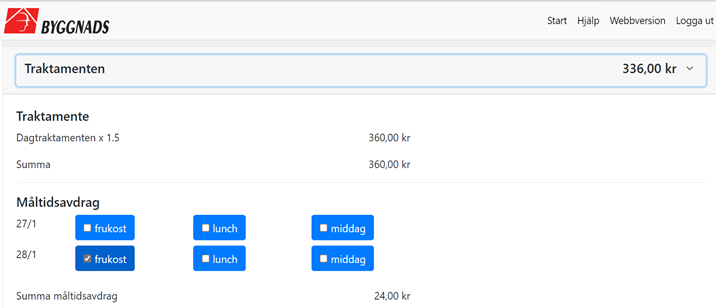 BYGGNADS
Start Hjälp Webbversion Logga ut
Traktamenten 336,00 kr
Traktamente
Dagtraktamenten x 1.5 360,00 kr
Summa 360,00 kr
Måltidsavdrag
27/1 frukost lunch middag
28/1 frukost lunch middag
Summa måltidsavdrag 24,00 kr